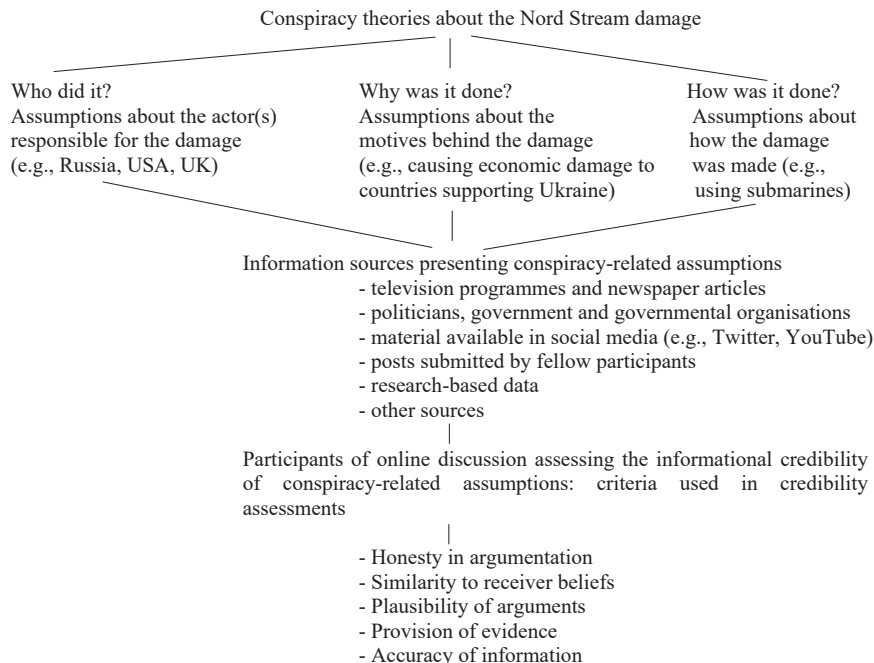 Conspiracy theories about the Nord Stream damage
Who did it?
Assumptions about the actor(s)
responsible for the damage
(e.g., Russia, USA, UK)
Why was it done?
Assumptions about the
motives behind the damage
(e.g., causing economic damage to
countries supporting Ukraine)
How was it done?
Assumptions about
how the damage
was made (e.g.,
using submarines)
Information sources presenting conspiracy-related assumptions
- television programmes and newspaper articles
- politicians, government and governmental organisations
- material available in social media (e.g., Twitter, YouTube)
- posts submitted by fellow participants
- research-based data
- other sources
Participants of online discussion assessing the informational credibility
of conspiracy-related assumptions: criteria used in credibility
assessments
- Honesty in argumentation
- Similarity to receiver beliefs
- Plausibility of arguments
- Provision of evidence
- Accuracy of information